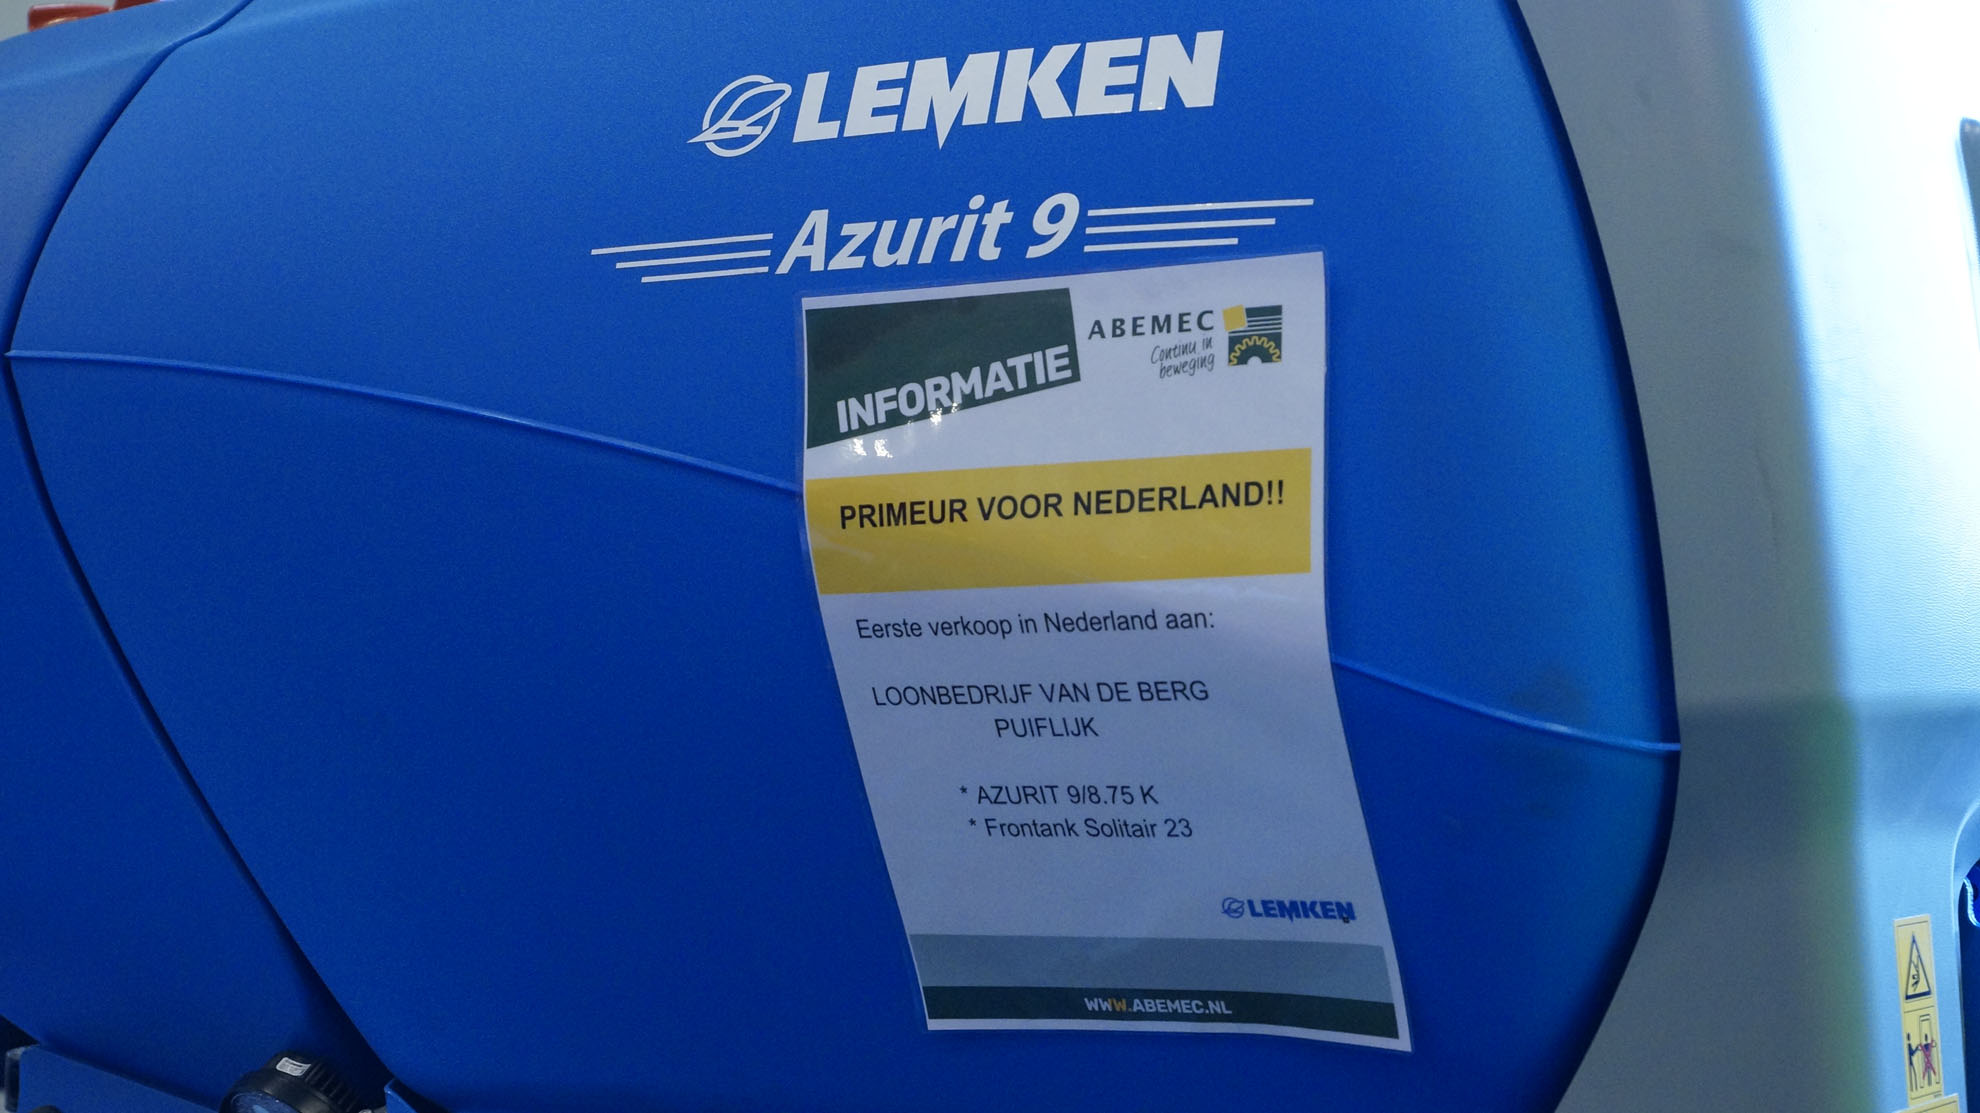 LEMKEN
Azurit 9
INFORMATIE
ABEMEC
Continu in
beweging
PRIMEUR VOOR NEDERLAND!!
Eerste verkoop in Nederland aan:
LOONBEDRIJF VAN DE BERG
PUIFLIJK
* AZURIT 9/8.75 K
* Frontank Solitair 23
LEMKEN
WWW.ABEMEC.NL